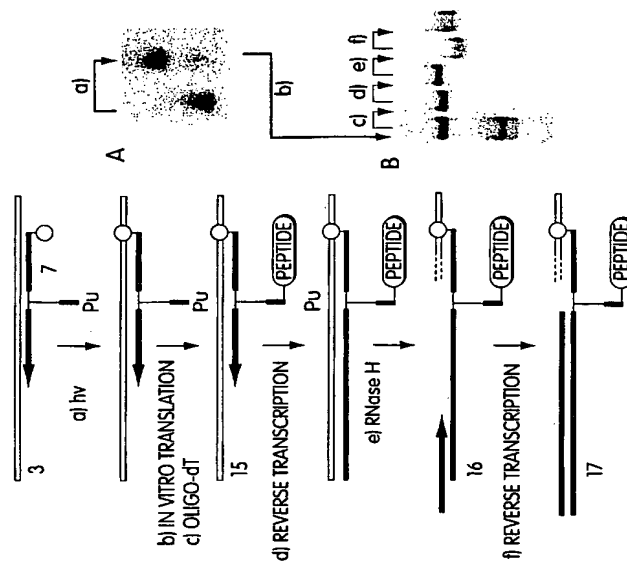 3
7
Pu
a) hν
Pu
b) IN VITRO TRANSLATION
c) OLIGO-dT
15
PEPTIDE
d) REVERSE TRANSCRIPTION
Pu
PEPTIDE
e) RNase H
16
PEPTIDE
f) REVERSE TRANSCRIPTION
17
PEPTIDE
A
a)
b)
B
c)
d)
e)
f)